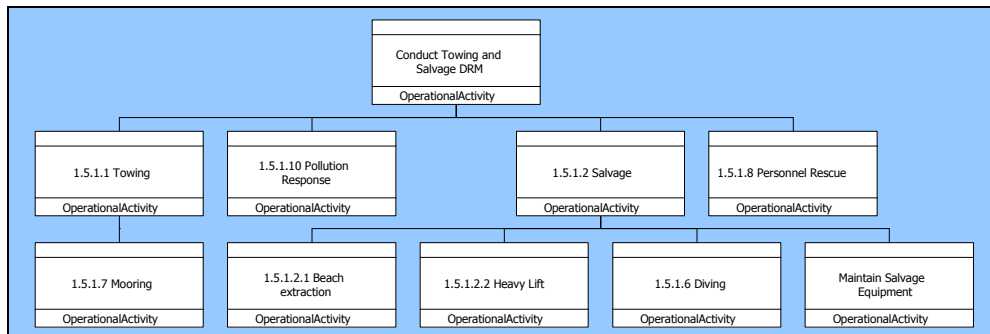 Conduct Towing and
Salvage DRM
OperationalActivity
1.5.1.1 Towing
OperationalActivity
1.5.1.10 Pollution
Response
OperationalActivity
1.5.1.2 Salvage
OperationalActivity
1.5.1.8 Personnel Rescue
OperationalActivity
1.5.1.7 Mooring
OperationalActivity
1.5.1.2.1 Beach
extraction
OperationalActivity
1.5.1.2.2 Heavy Lift
OperationalActivity
1.5.1.6 Diving
OperationalActivity
Maintain Salvage
Equipment
OperationalActivity